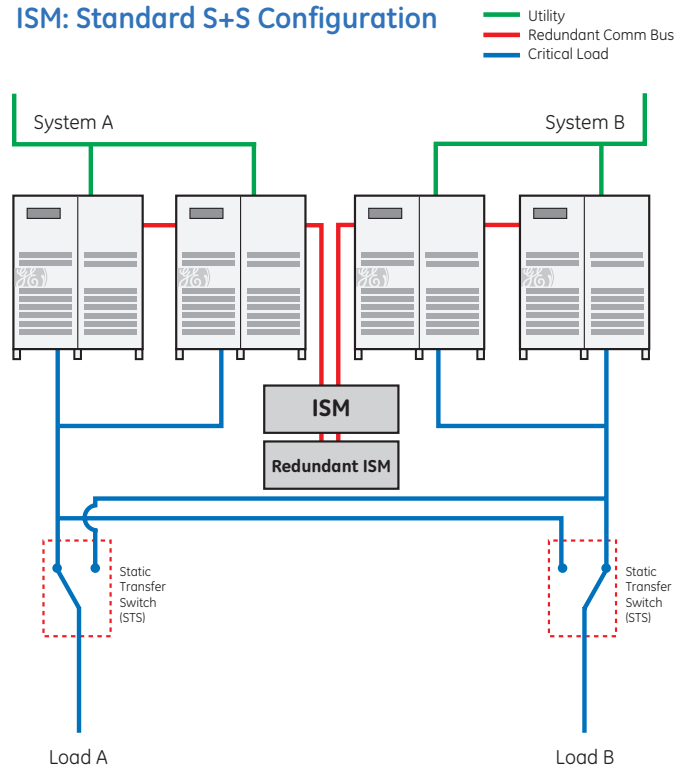 ISM: Standard S+S Configuration
Utility
Redundant Comm Bus
Critical Load
System A
System B
ISM
Redundant ISM
Static
Transfer
Switch
(STS)
Static
Transfer
Switch
(STS)
Load A
Load B